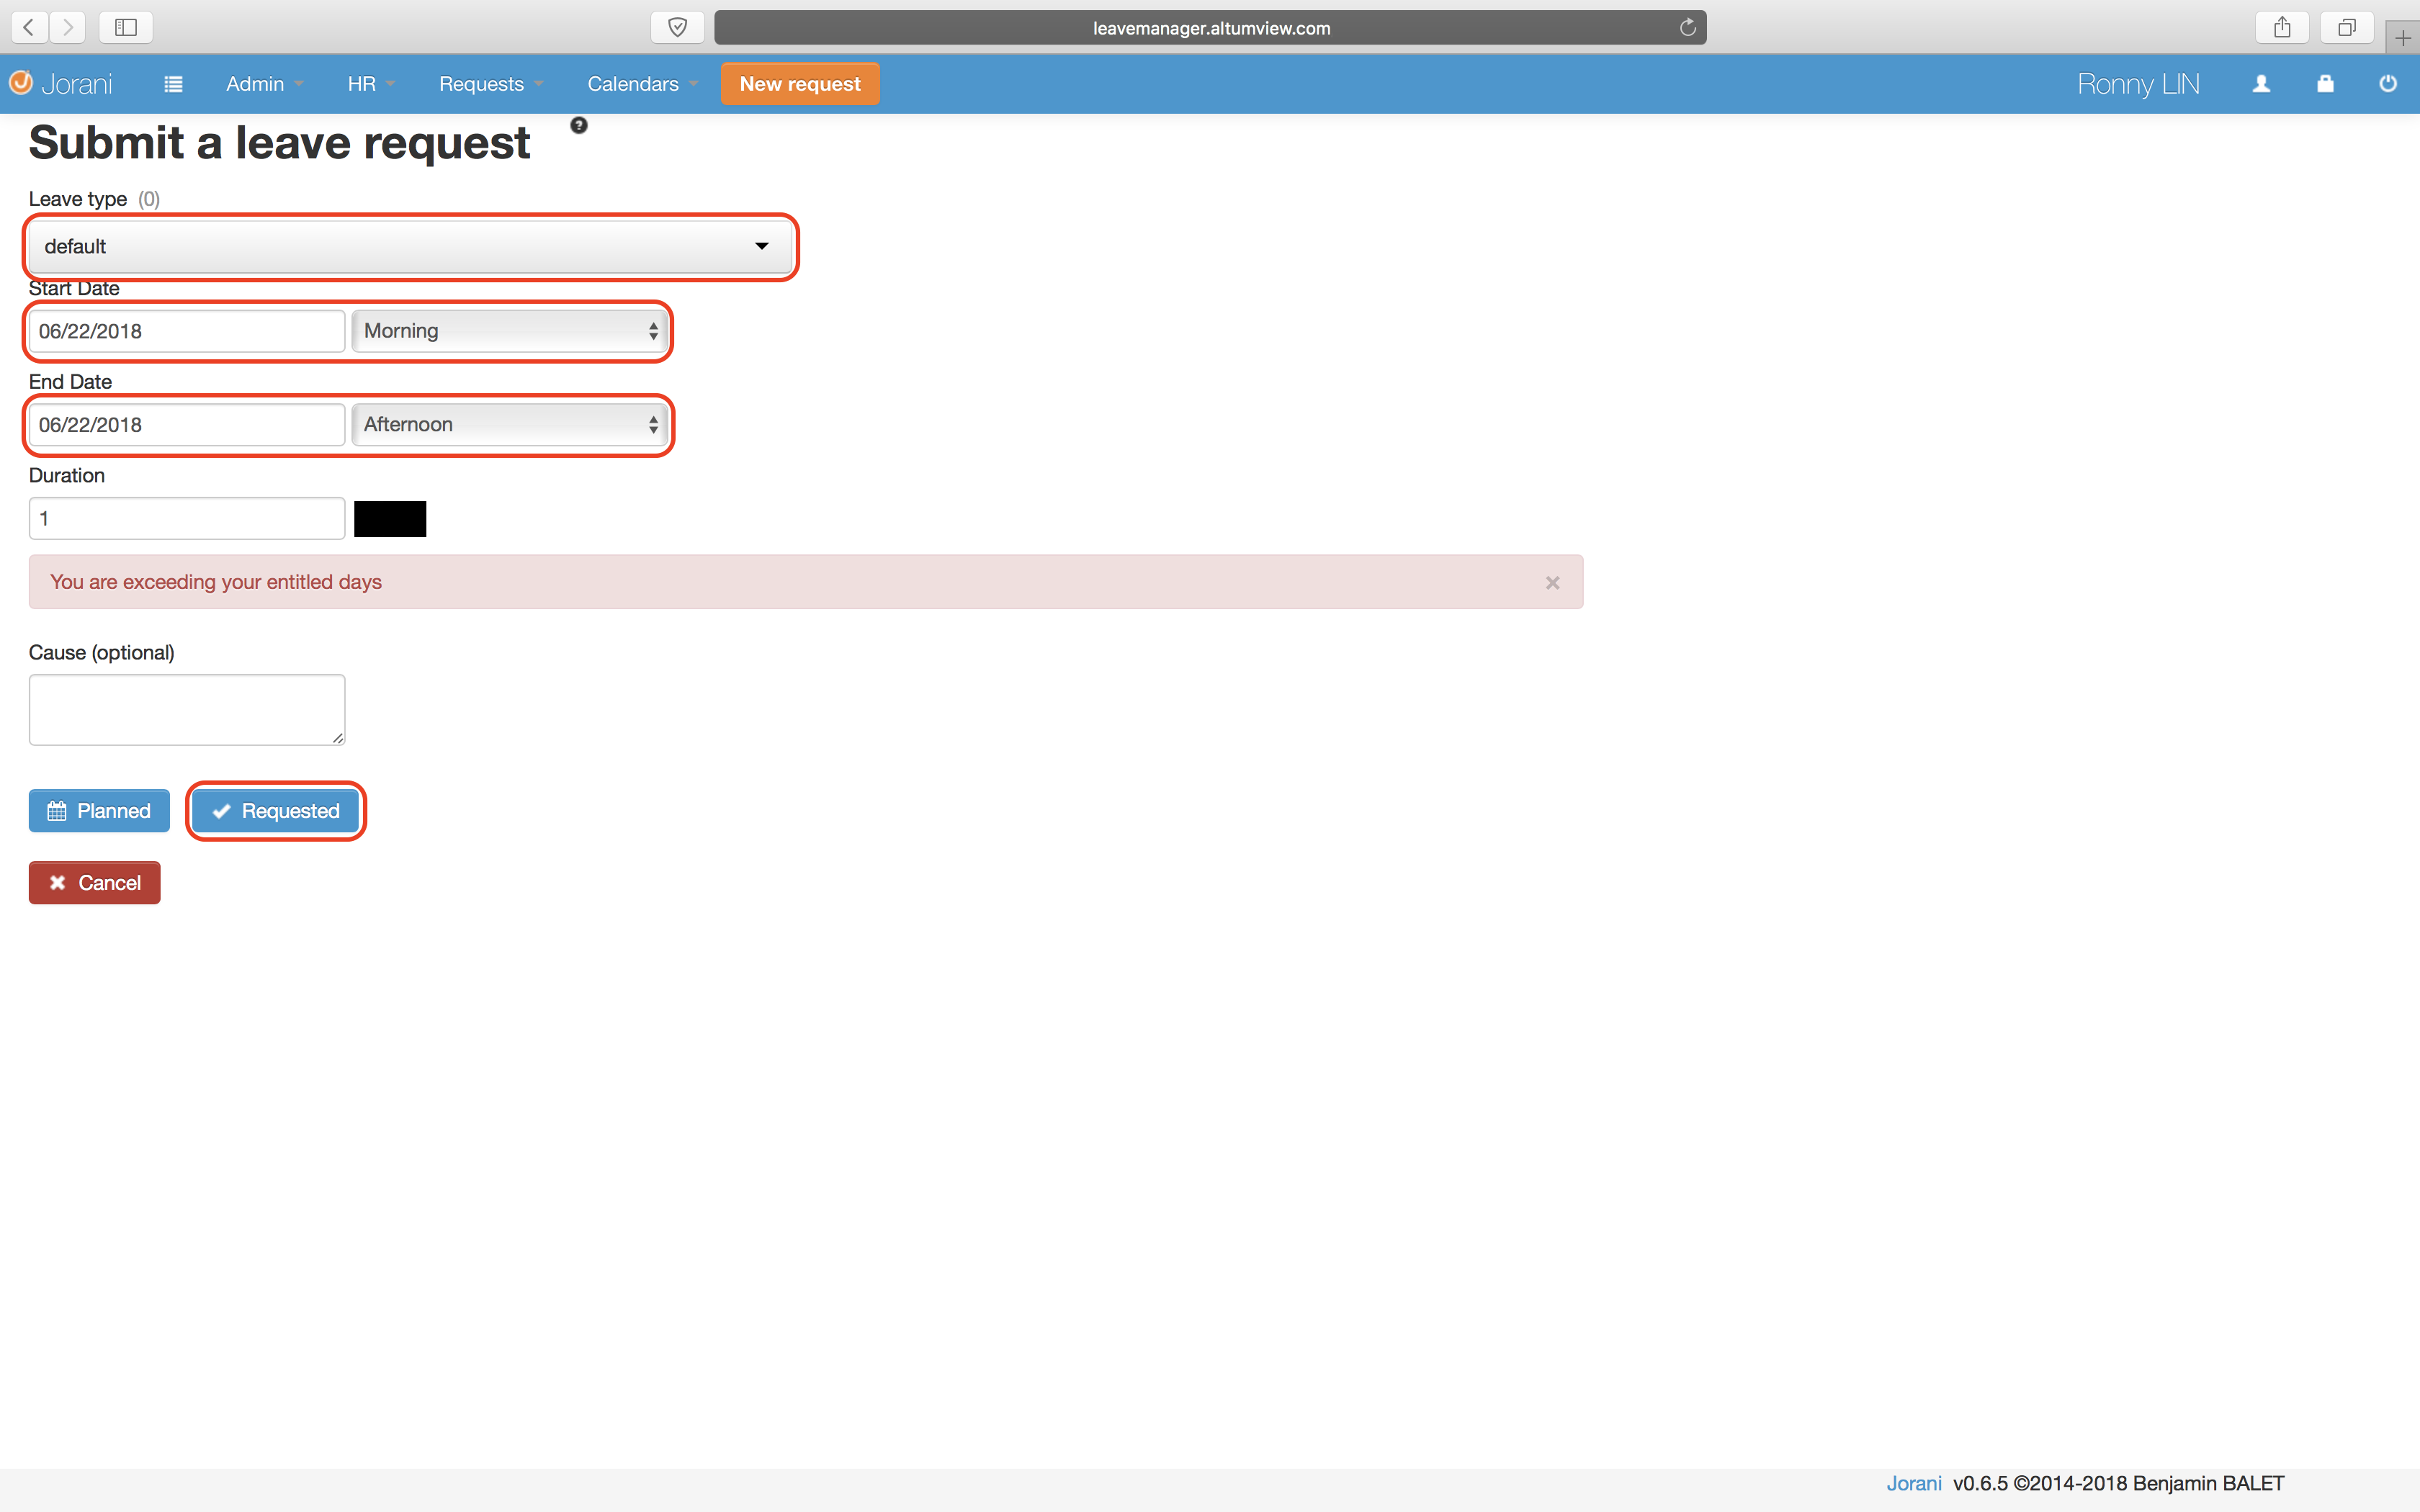 leavemanager.altumview.com
Jorani Admin HR Requests Calendars New request Ronny LIN
Submit a leave request ?
Leave type (0)
default
Start Date
06/22/2018 Morning
End Date
06/22/2018 Afternoon
Duration
1
You are exceeding your entitled days ×
Cause (optional)
Planned Requested
Cancel
Jorani v0.6.5 ©2014-2018 Benjamin BALET